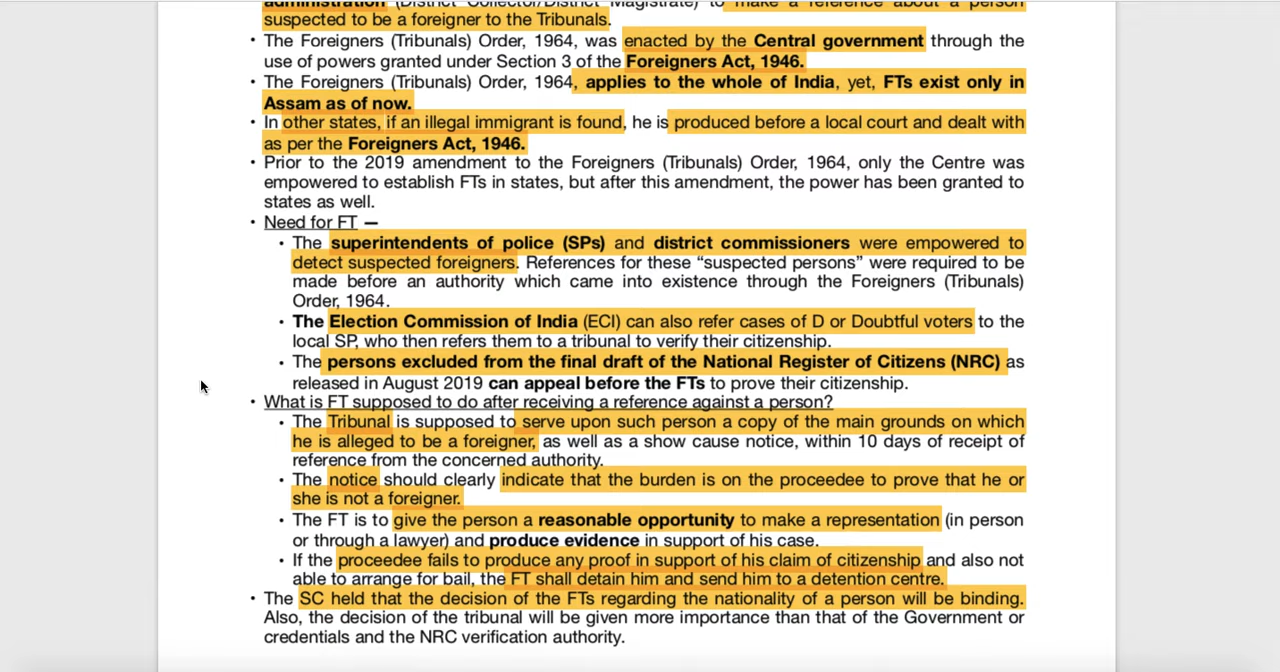 administration (District Collector/District Magistrate) to make a reference about a person
suspected to be a foreigner to the Tribunals.
• The Foreigners (Tribunals) Order, 1964, was enacted by the Central government through the
use of powers granted under Section 3 of the Foreigners Act, 1946.
• The Foreigners (Tribunals) Order, 1964, applies to the whole of India, yet, FTs exist only in
Assam as of now.
• In other states, if an illegal immigrant is found, he is produced before a local court and dealt with
as per the Foreigners Act, 1946.
• Prior to the 2019 amendment to the Foreigners (Tribunals) Order, 1964, only the Centre was
empowered to establish FTs in states, but after this amendment, the power has been granted to
states as well.
• Need for FT —
• The superintendents of police (SPs) and district commissioners were empowered to
detect suspected foreigners. References for these “suspected persons” were required to be
made before an authority which came into existence through the Foreigners (Tribunals)
Order, 1964.
• The Election Commission of India (ECI) can also refer cases of D or Doubtful voters to the
local SP, who then refers them to a tribunal to verify their citizenship.
• The persons excluded from the final draft of the National Register of Citizens (NRC) as
released in August 2019 can appeal before the FTs to prove their citizenship.
• What is FT supposed to do after receiving a reference against a person?
• The Tribunal is supposed to serve upon such person a copy of the main grounds on which
he is alleged to be a foreigner, as well as a show cause notice, within 10 days of receipt of
reference from the concerned authority.
• The notice should clearly indicate that the burden is on the proceedee to prove that he or
she is not a foreigner.
• The FT is to give the person a reasonable opportunity to make a representation (in person
or through a lawyer) and produce evidence in support of his case.
• If the proceedee fails to produce any proof in support of his claim of citizenship and also not
able to arrange for bail, the FT shall detain him and send him to a detention centre.
• The SC held that the decision of the FTs regarding the nationality of a person will be binding.
Also, the decision of the tribunal will be given more importance than that of the Government or
credentials and the NRC verification authority.